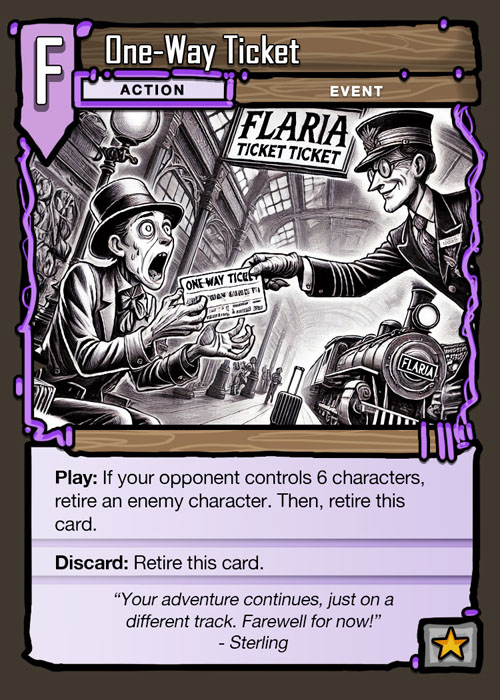 F
One-Way Ticket
ACTION
EVENT
FLARIA
TICKET TICKET
ONE WAY TICKET
FLARIA
Play: If your opponent controls 6 characters,
retire an enemy character. Then, retire this
card.
Discard: Retire this card.
“Your adventure continues, just on a
different track. Farewell for now!”
- Sterling